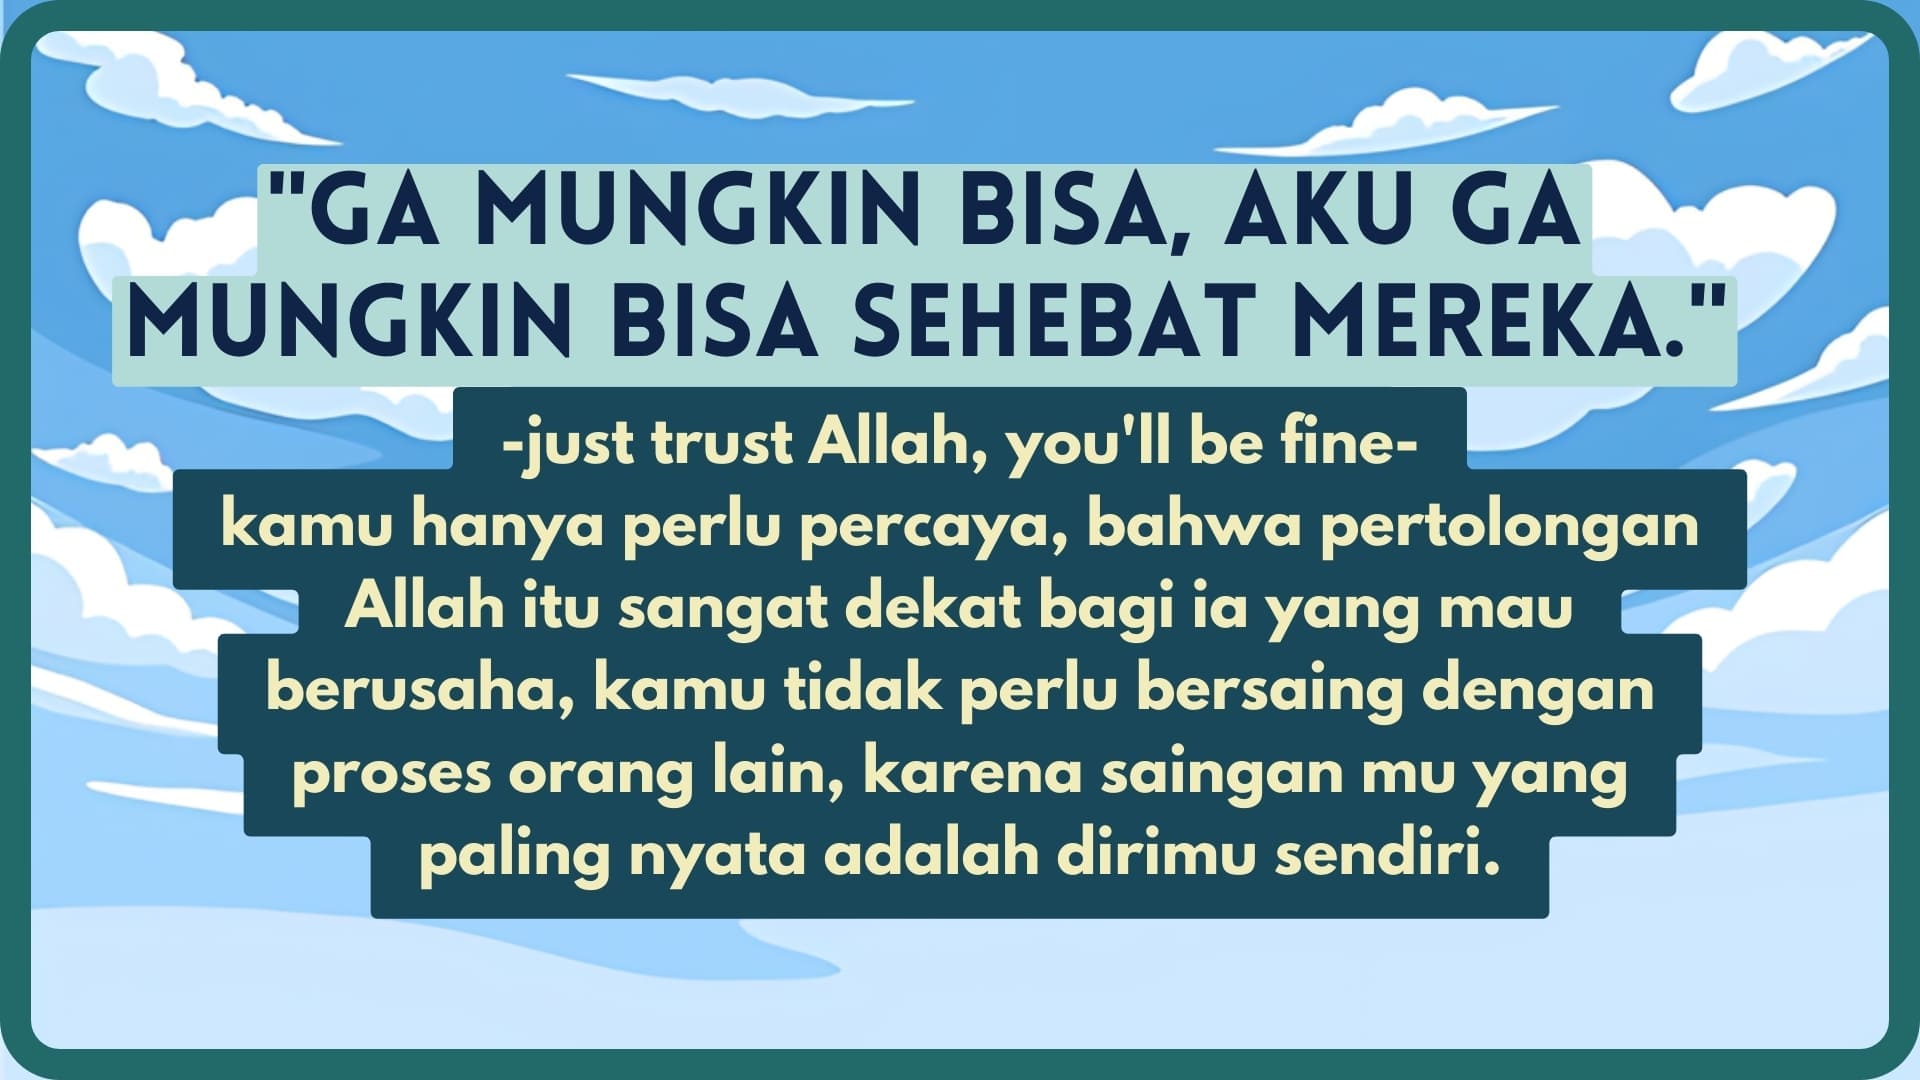 "GA MUNGKIN BISA, AKU GA
MUNGKIN BISA SEHEBAT MEREKA."
-just trust Allah, you'll be fine-
kamu hanya perlu percaya, bahwa pertolongan
Allah itu sangat dekat bagi ia yang mau
berusaha, kamu tidak perlu bersaing dengan
proses orang lain, karena saingan mu yang
paling nyata adalah dirimu sendiri.